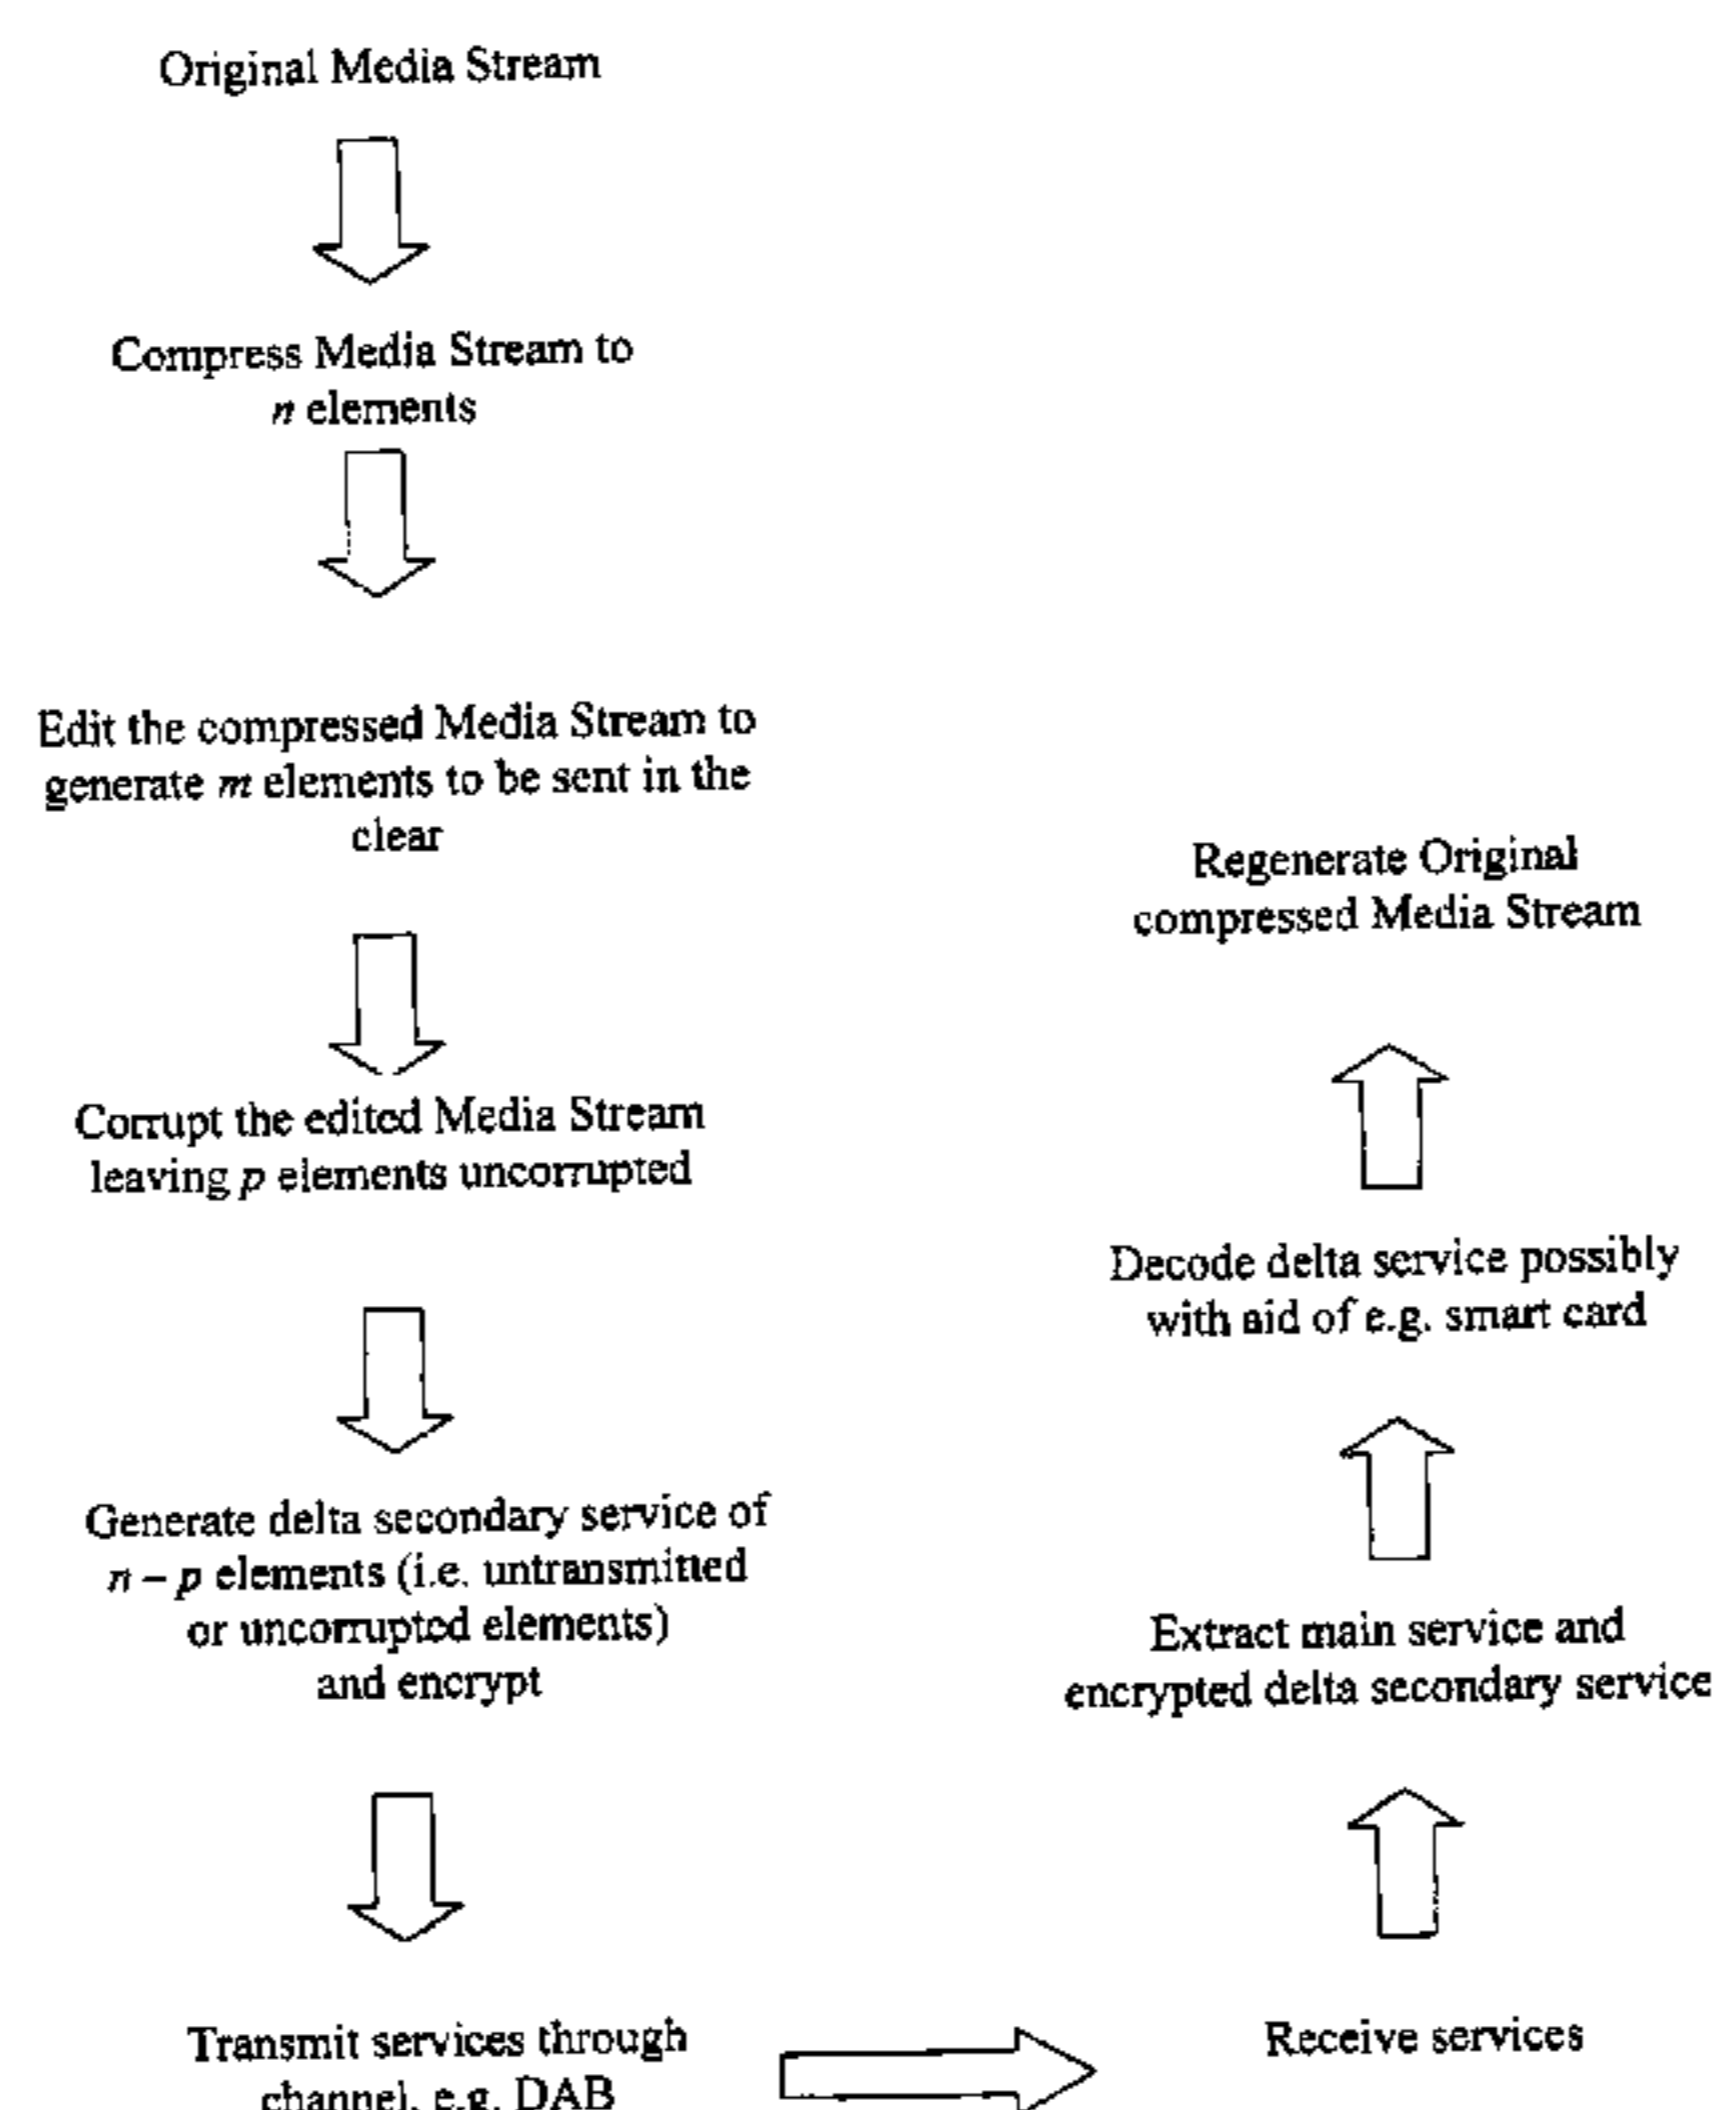 Original Media Stream
Compress Media Stream to
n elements
Edit the compressed Media Stream to
generate m elements to be sent in the
clear
Corrupt the edited Media Stream
leaving p elements uncorrupted
Generate delta secondary service of
n – p elements (i.e. untransmitted
or uncorrupted elements)
and encrypt
Transmit services through
channel, e.g. DAB
Receive services
Extract main service and
encrypted delta secondary service
Decode delta service possibly
with aid of e.g. smart card
Regenerate Original
compressed Media Stream